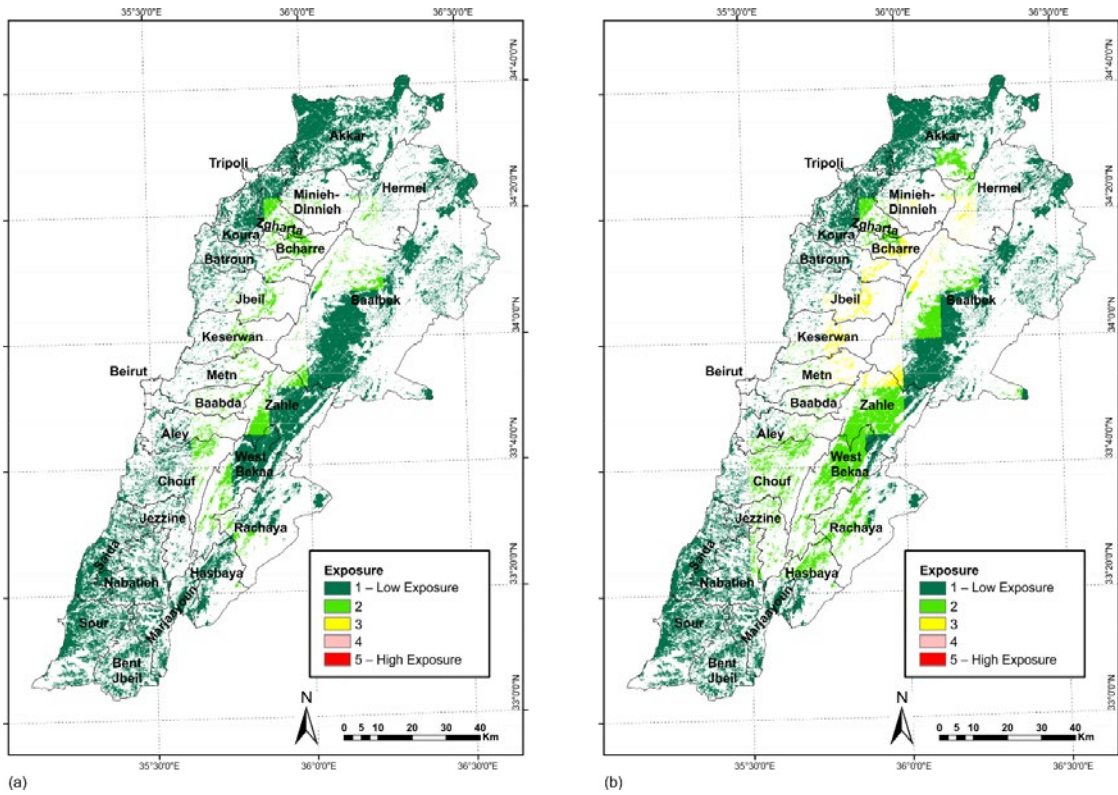 35°30'0"E 36°0'0"E 36°30'0"E
34°40'0"N
34°20'0"N
34°0'0"N
33°40'0"N
33°20'0"N
33°0'0"N
Akkar
Tripoli
Hermel
Minieh-
Dinnieh
Zgharta
Koura
Bcharre
Batroun
Jbeil
Baalbek
Keserwan
Beirut
Metn
Baabda
Zahle
Aley
West
Bekaa
Chouf
Jezzine
Rachaya
Saida
Hasbaya
Nabatieh
Marjaayoun
Sour
Bent
Jbeil
Exposure
1 – Low Exposure
2
3
4
5 – High Exposure
N
0 5 10 20 30 40
Km
35°30'0"E 36°0'0"E 36°30'0"E
(a)
35°30'0"E 36°0'0"E 36°30'0"E
34°40'0"N
34°20'0"N
34°0'0"N
33°40'0"N
33°20'0"N
33°0'0"N
Akkar
Tripoli
Hermel
Minieh-
Dinnieh
Zgharta
Koura
Bcharre
Batroun
Jbeil
Baalbek
Keserwan
Beirut
Metn
Baabda
Zahle
Aley
West
Bekaa
Chouf
Jezzine
Rachaya
Saida
Hasbaya
Nabatieh
Marjaayoun
Sour
Bent
Jbeil
Exposure
1 – Low Exposure
2
3
4
5 – High Exposure
N
0 5 10 20 30 40
Km
35°30'0"E 36°0'0"E 36°30'0"E
(b)